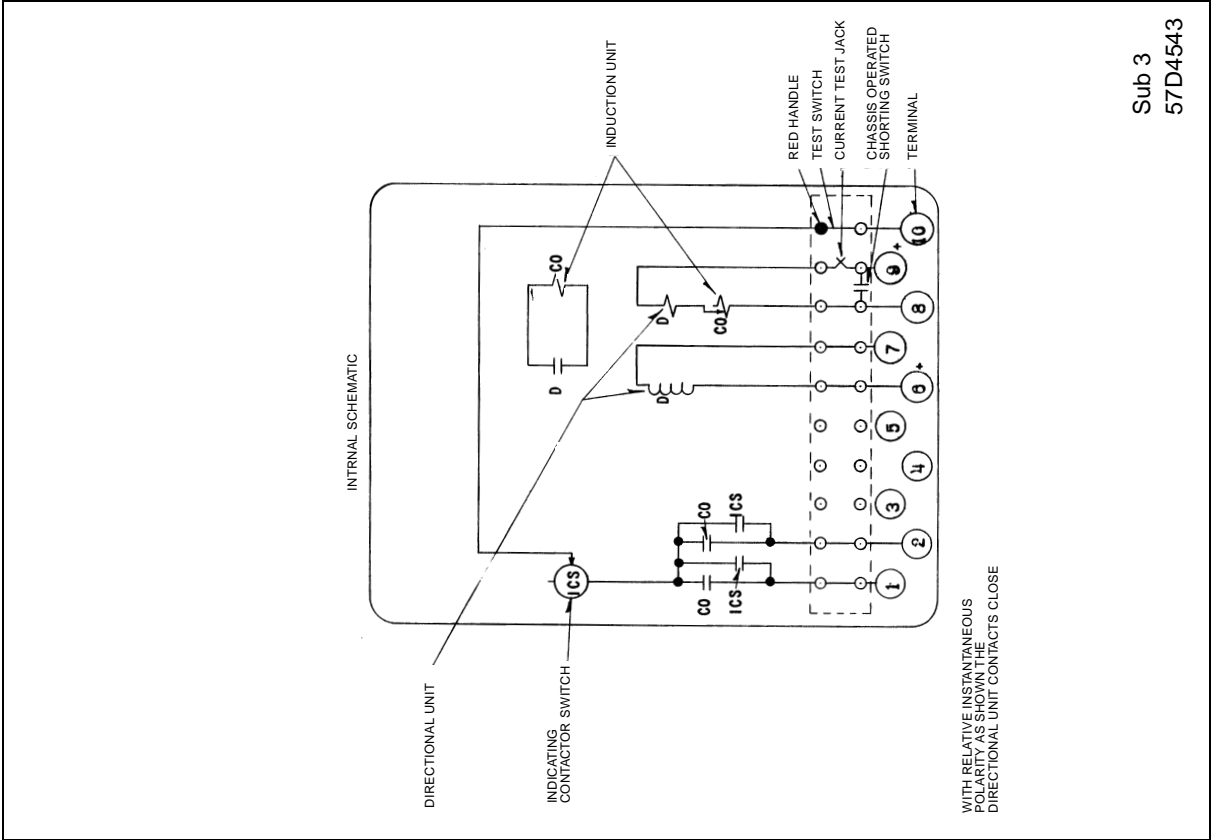 INTRNAL SCHEMATIC
INDUCTION UNIT
RED HANDLE
TEST SWITCH
CURRENT TEST JACK
CHASSIS OPERATED
SHORTING SWITCH
TERMINAL
DIRECTIONAL UNIT
INDICATING
CONTACTOR SWITCH
ICS
D
CO
D
CO
D
CO
ICS
CO
ICS
1
2
3
4
5
6
+
7
8
9
+
10
WITH RELATIVE INSTANTANEOUS
POLARITY AS SHOWN THE
DIRECTIONAL UNIT CONTACTS CLOSE
Sub 3
57D4543